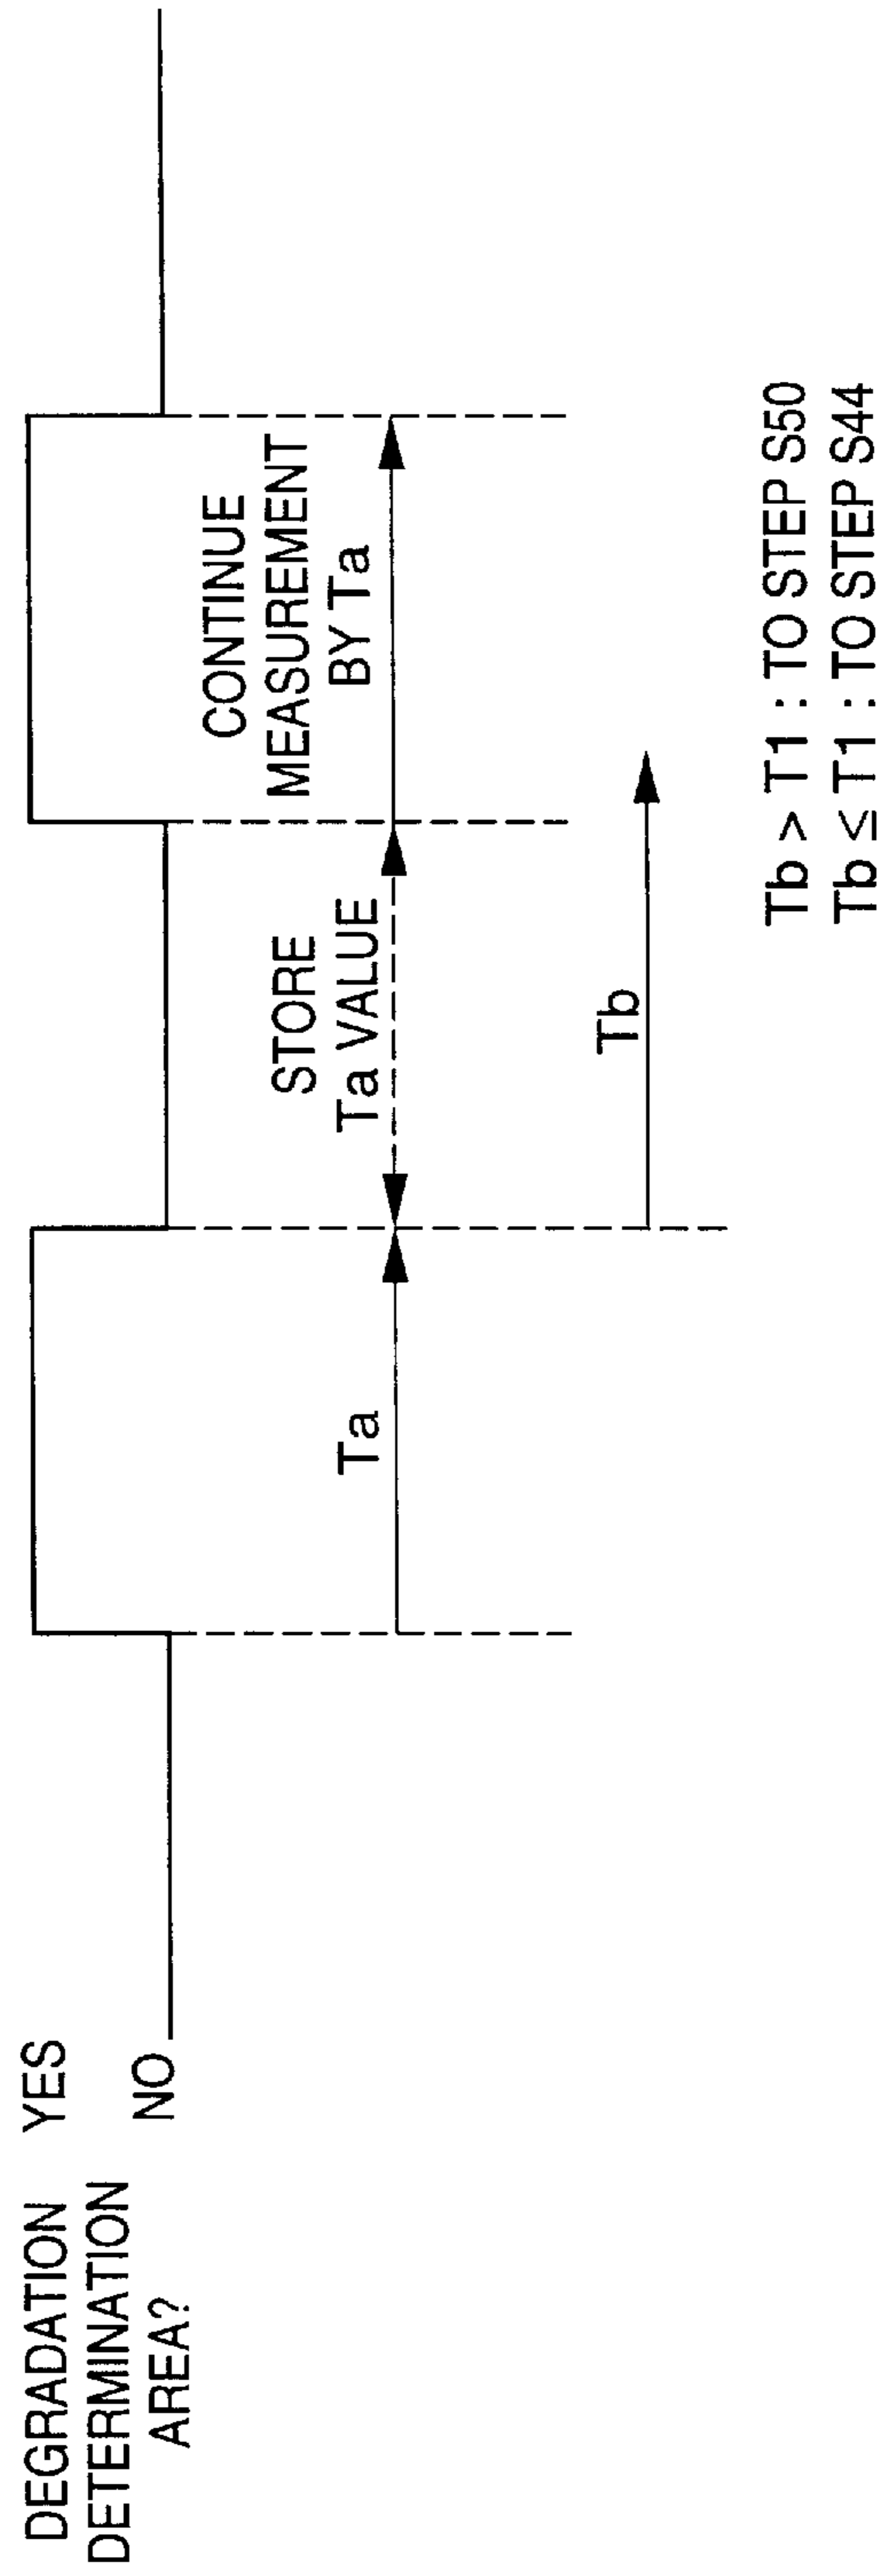 DEGRADATION
DETERMINATION
AREA?
YES
NO
Ta
STORE
Ta VALUE
CONTINUE
MEASUREMENT
BY Ta
Tb
Tb > T1 : TO STEP S50
Tb ≤ T1 : TO STEP S44